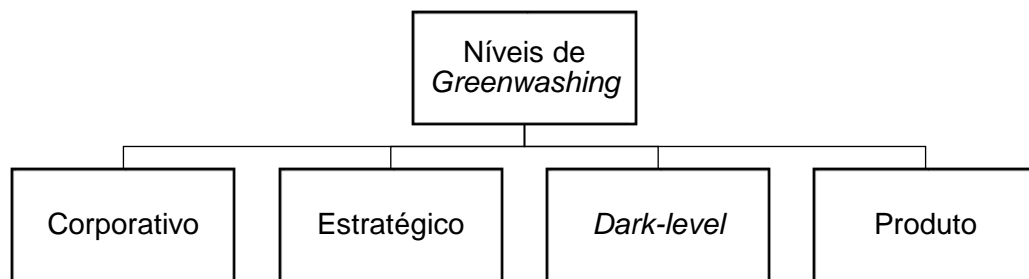 Níveis de
Greenwashing
Corporativo
Estratégico
Dark-level
Produto